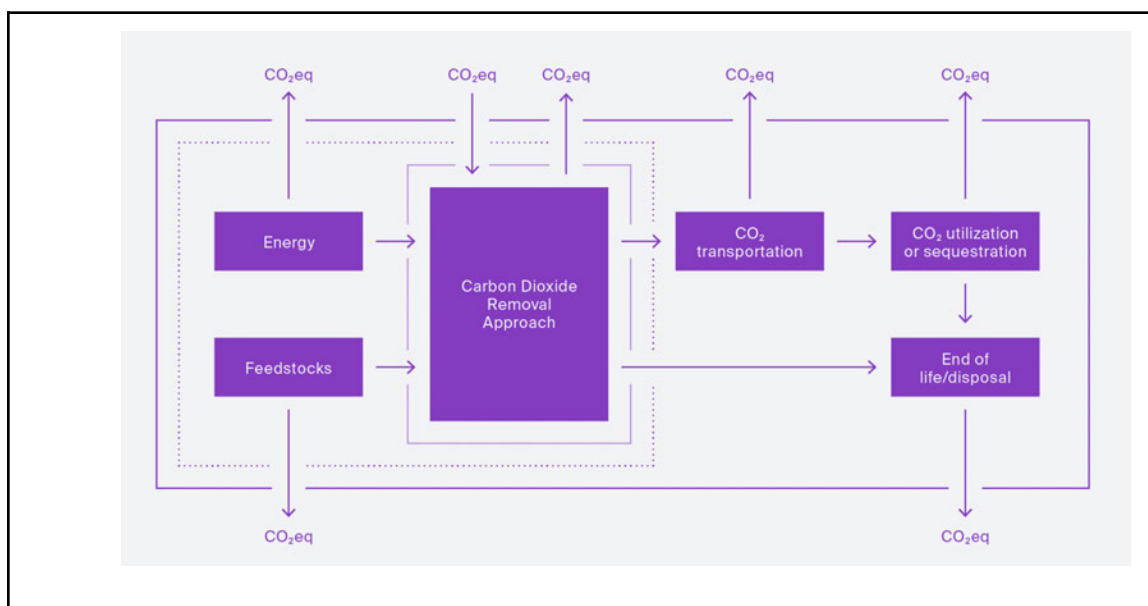 CO₂eq
CO₂eq
CO₂eq
CO₂eq
CO₂eq
Energy
Carbon Dioxide
Removal
Approach
CO₂
transportation
CO₂ utilization
or sequestration
Feedstocks
End of
life/disposal
CO₂eq
CO₂eq